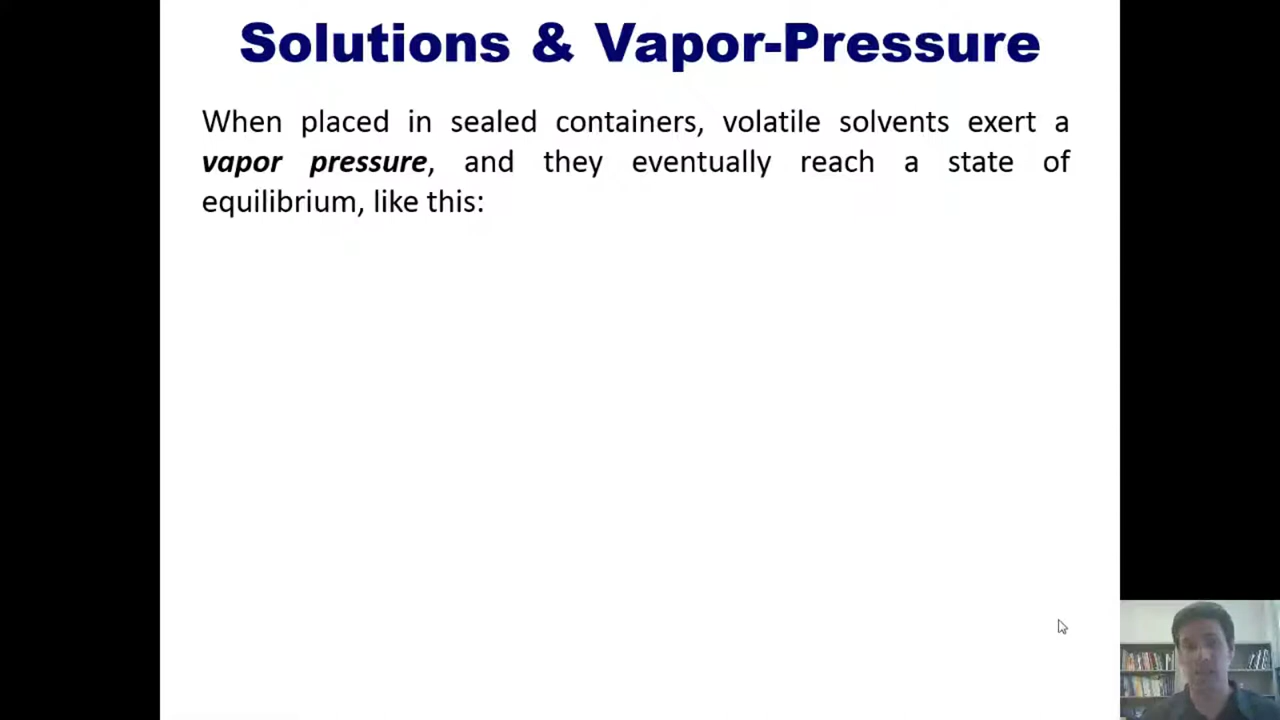 Solutions & Vapor-Pressure
When placed in sealed containers, volatile solvents exert a
vapor pressure, and they eventually reach a state of
equilibrium, like this: